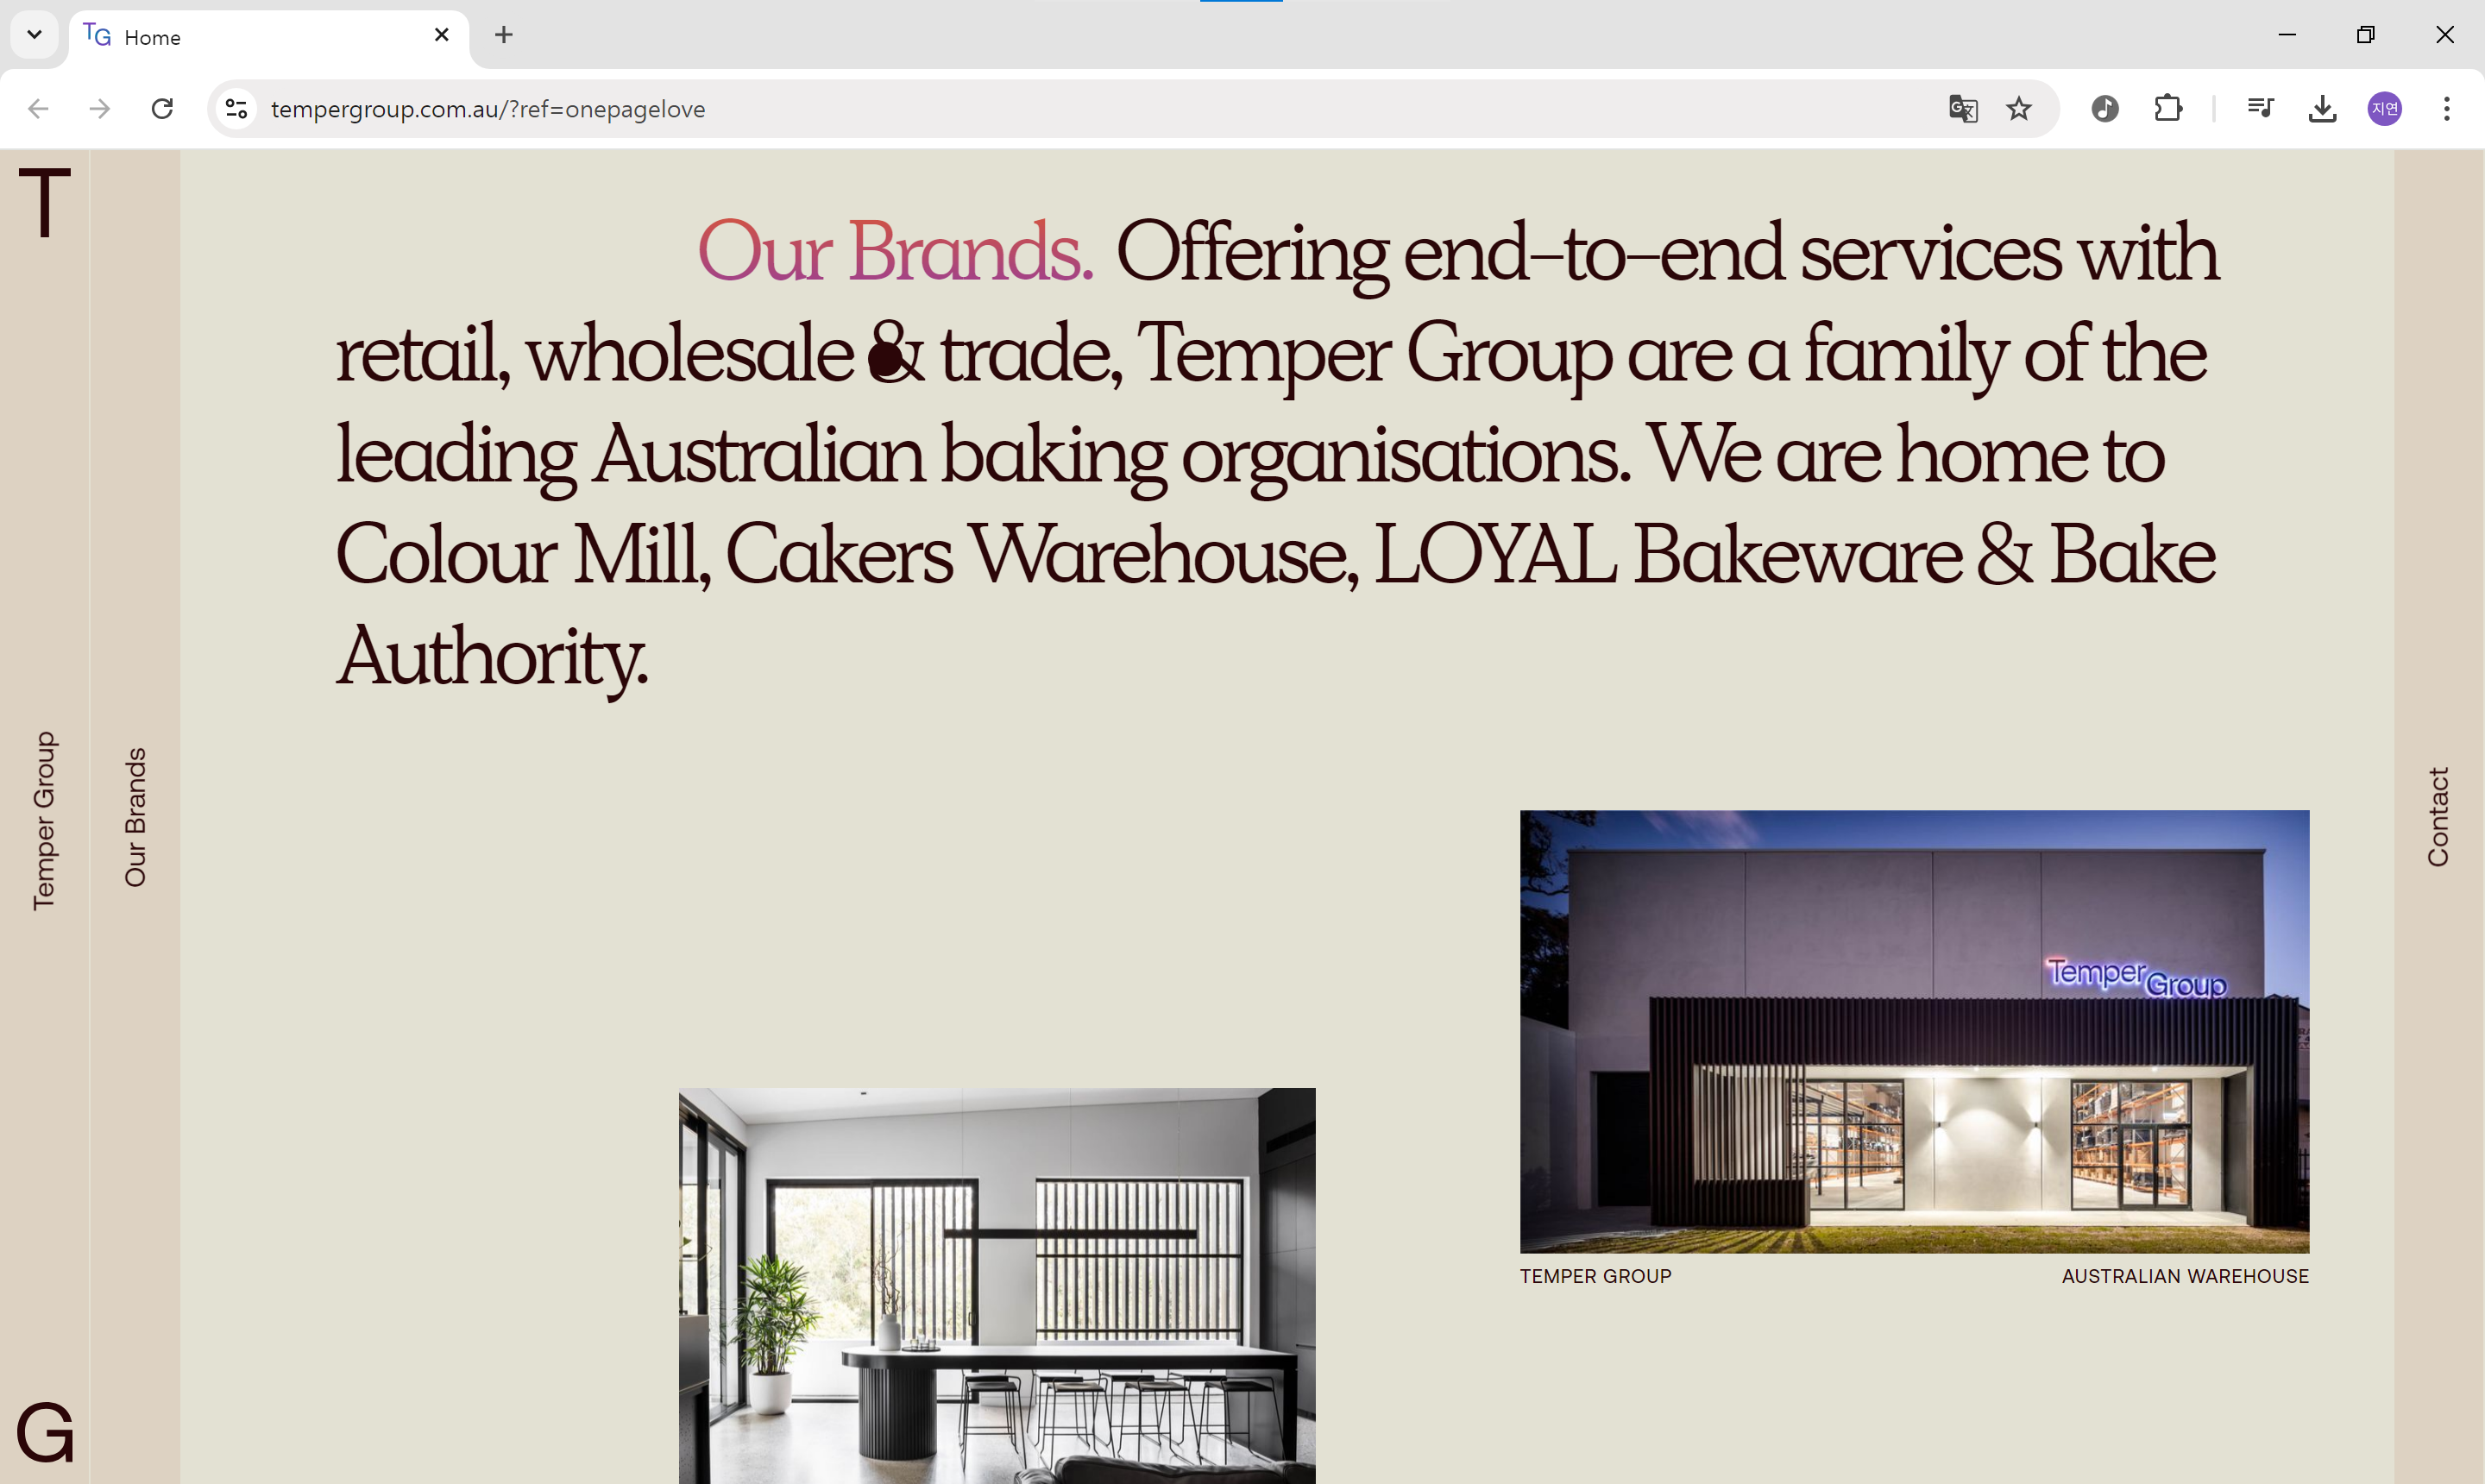 TG Home
tempergroup.com.au/?ref=onepagelove
지연
T
Our Brands. Offering end-to-end services with
retail, wholesale & trade, Temper Group are a family of the
leading Australian baking organisations. We are home to
Colour Mill, Cakers Warehouse, LOYAL Bakeware & Bake
Authority.
Temper Group
Our Brands
Contact
Temper Group
TEMPER GROUP
AUSTRALIAN WAREHOUSE
G